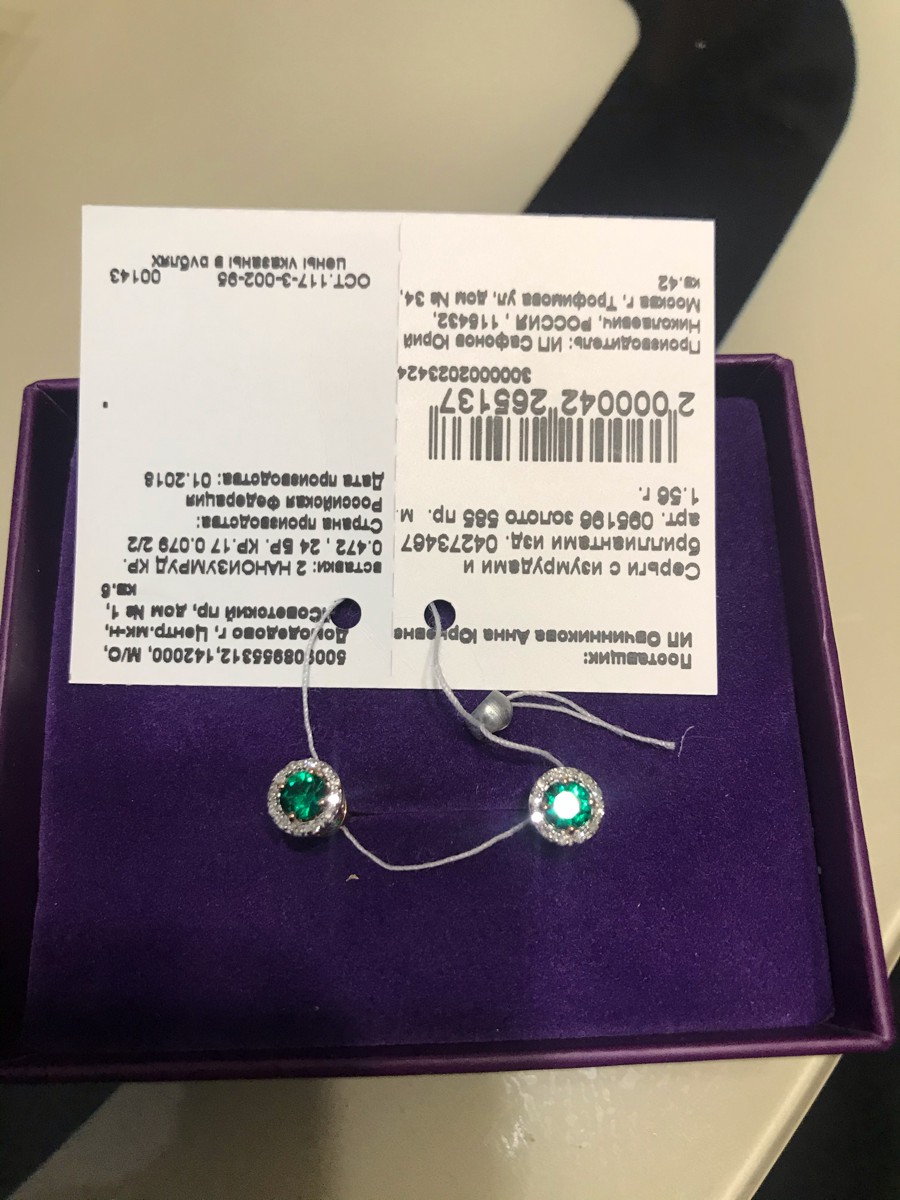 Поставщик:
ИП Овчинникова Анна Юрьевна
Серьги с изумрудами и
бриллиантами изд. 04273467
арт. 095196 золото 585 пр. м.
1.56 г.
2 000042 265137
3000002023424
Производитель: ИП Сафонов Юрий
Николаевич, РОССИЯ , 115432,
Москва г, Трофимова ул, дом № 34,
кв.42
500908955312,142000, М/О,
Домодедово г, Центр.мк-н,
Советский пр, дом № 1,
кв.6
вставки: 2 НАНОИЗУМРУД КР.
0.472 , 24 БР. КР.17 0.079 2/2
Страна производства:
Российская Федерация
Дата производства: 01.2018
ОСТ.117-3-002-95 00143
Цены указаны в рублях